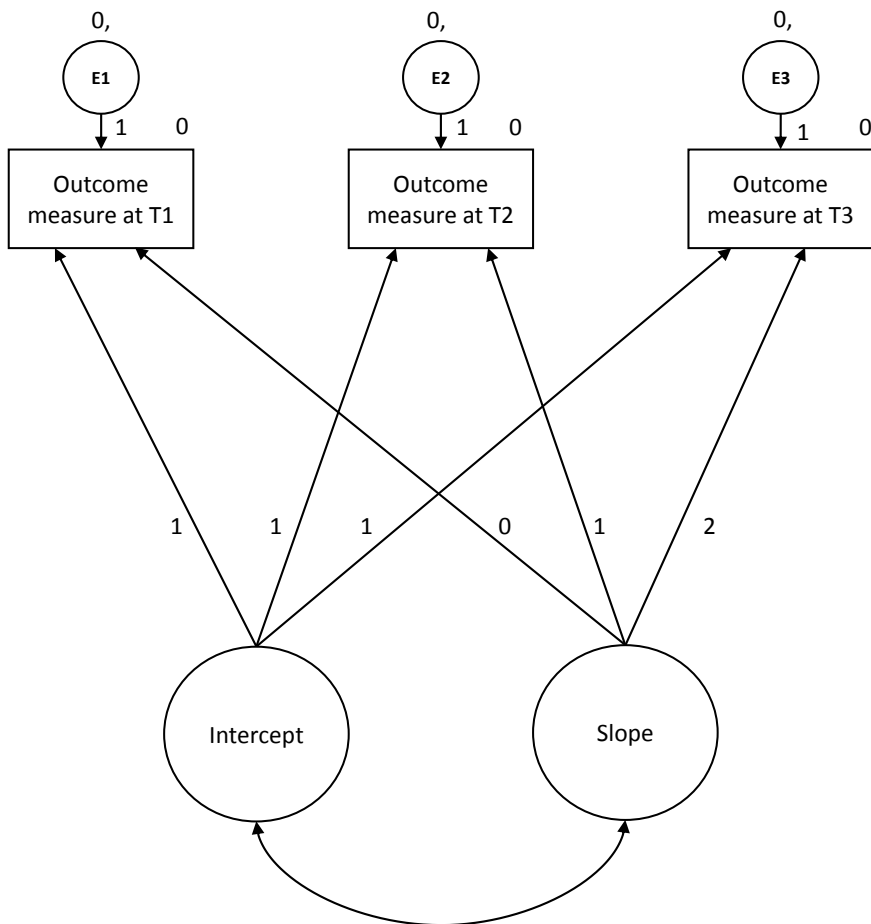 0,
0,
0,
E1
E2
E3
1
0
1
0
1
0
Outcome
measure at T1
Outcome
measure at T2
Outcome
measure at T3
1
1
1
0
1
2
Intercept
Slope